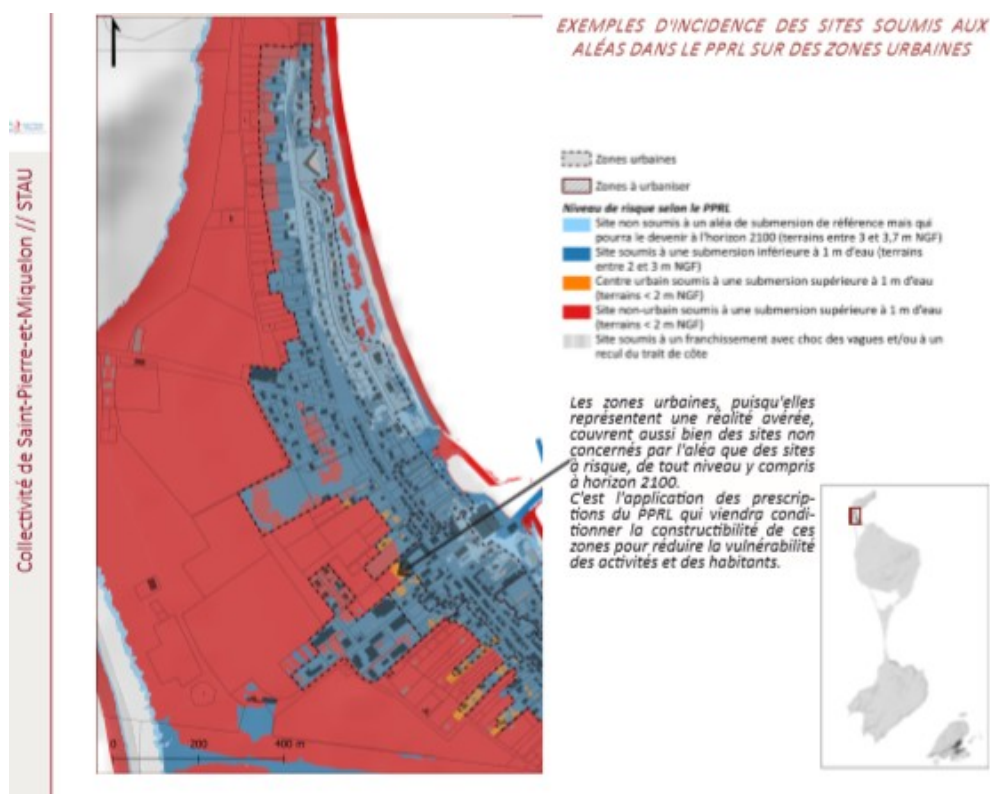 EXEMPLES D'INCIDENCE DES SITES SOUMIS AUX
ALÉAS DANS LE PPRL SUR DES ZONES URBAINES
Collectivité de Saint-Pierre-et-Miquelon // STAU
Zones urbaines
Zones à urbaniser
Niveau de risque selon le PPRL
Site non soumis à un aléa de submersion de référence mais qui
pourra le devenir à l'horizon 2100 (terrains entre 3 et 3,7 m NGF)
Site soumis à une submersion inférieure à 1 m d'eau (terrains
entre 2 et 3 m NGF)
Centre urbain soumis à une submersion supérieure à 1 m d'eau
(terrains < 2 m NGF)
Site non-urbain soumis à une submersion supérieure à 1 m d'eau
(terrains < 2 m NGF)
Site soumis à un franchissement avec choc des vagues et/ou à un
recul du trait de côte
Les zones urbaines, puisqu'elles
représentent une réalité avérée,
couvrent aussi bien des sites non
concernés par l'aléa que des sites
à risque, de tout niveau y compris
à horizon 2100.
C'est l'application des prescrip-
tions du PPRL qui viendra condi-
tionner la constructibilité de ces
zones pour réduire la vulnérabilité
des activités et des habitants.
0 200 400 m